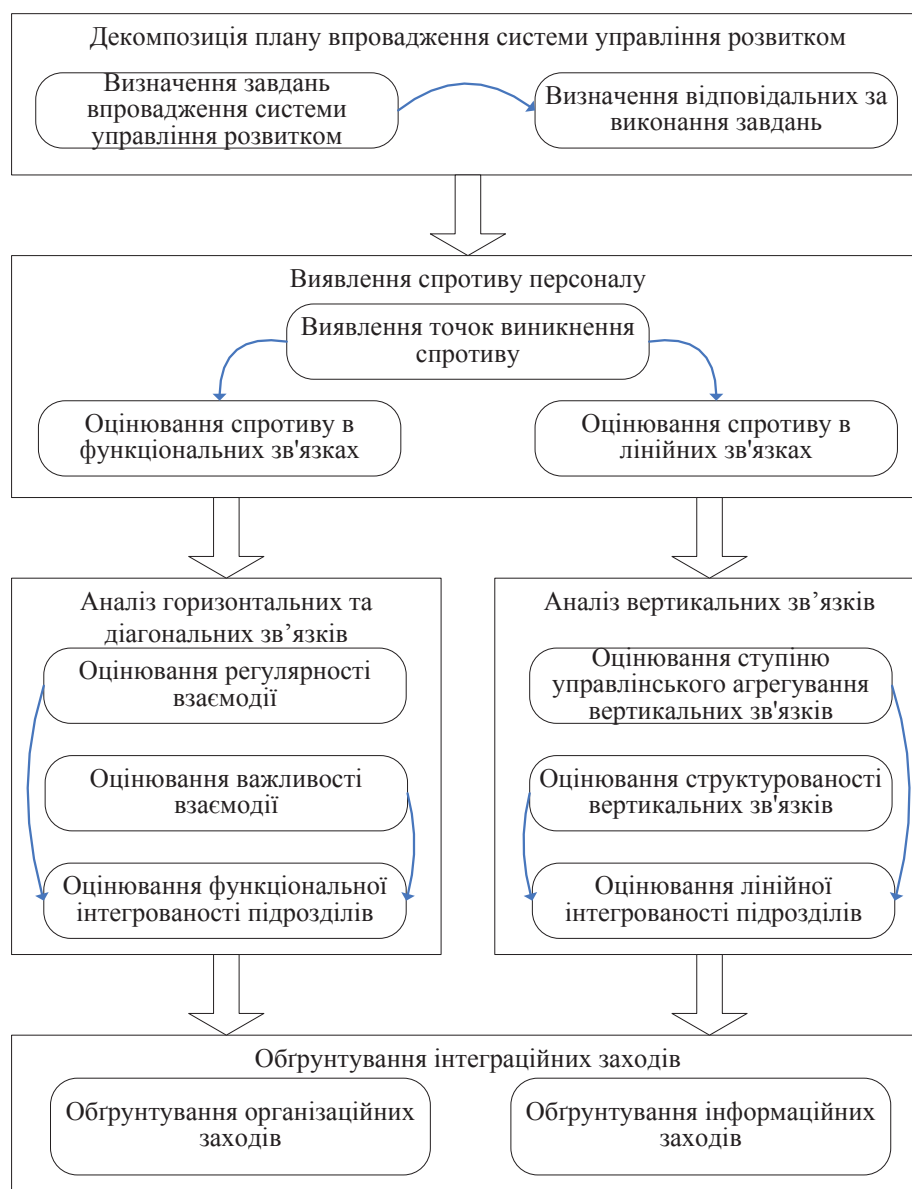 Декомпозиція плану впровадження системи управління розвитком
Визначення завдань
впровадження системи
управління розвитком
Визначення відповідальних за
виконання завдань
Виявлення спротиву персоналу
Виявлення точок виникнення
спротиву
Оцінювання спротиву в
функціональних зв'язках
Оцінювання спротиву в
лінійних зв'язках
Аналіз горизонтальних та
діагональних зв’язків
Оцінювання регулярності
взаємодії
Оцінювання важливості
взаємодії
Оцінювання функціональної
інтегрованості підрозділів
Аналіз вертикальних зв’язків
Оцінювання ступіню
управлінського агрегування
вертикальних зв'язків
Оцінювання структурованості
вертикальних зв'язків
Оцінювання лінійної
інтегрованості підрозділів
Обґрунтування інтеграційних заходів
Обґрунтування організаційних
заходів
Обґрунтування інформаційних
заходів